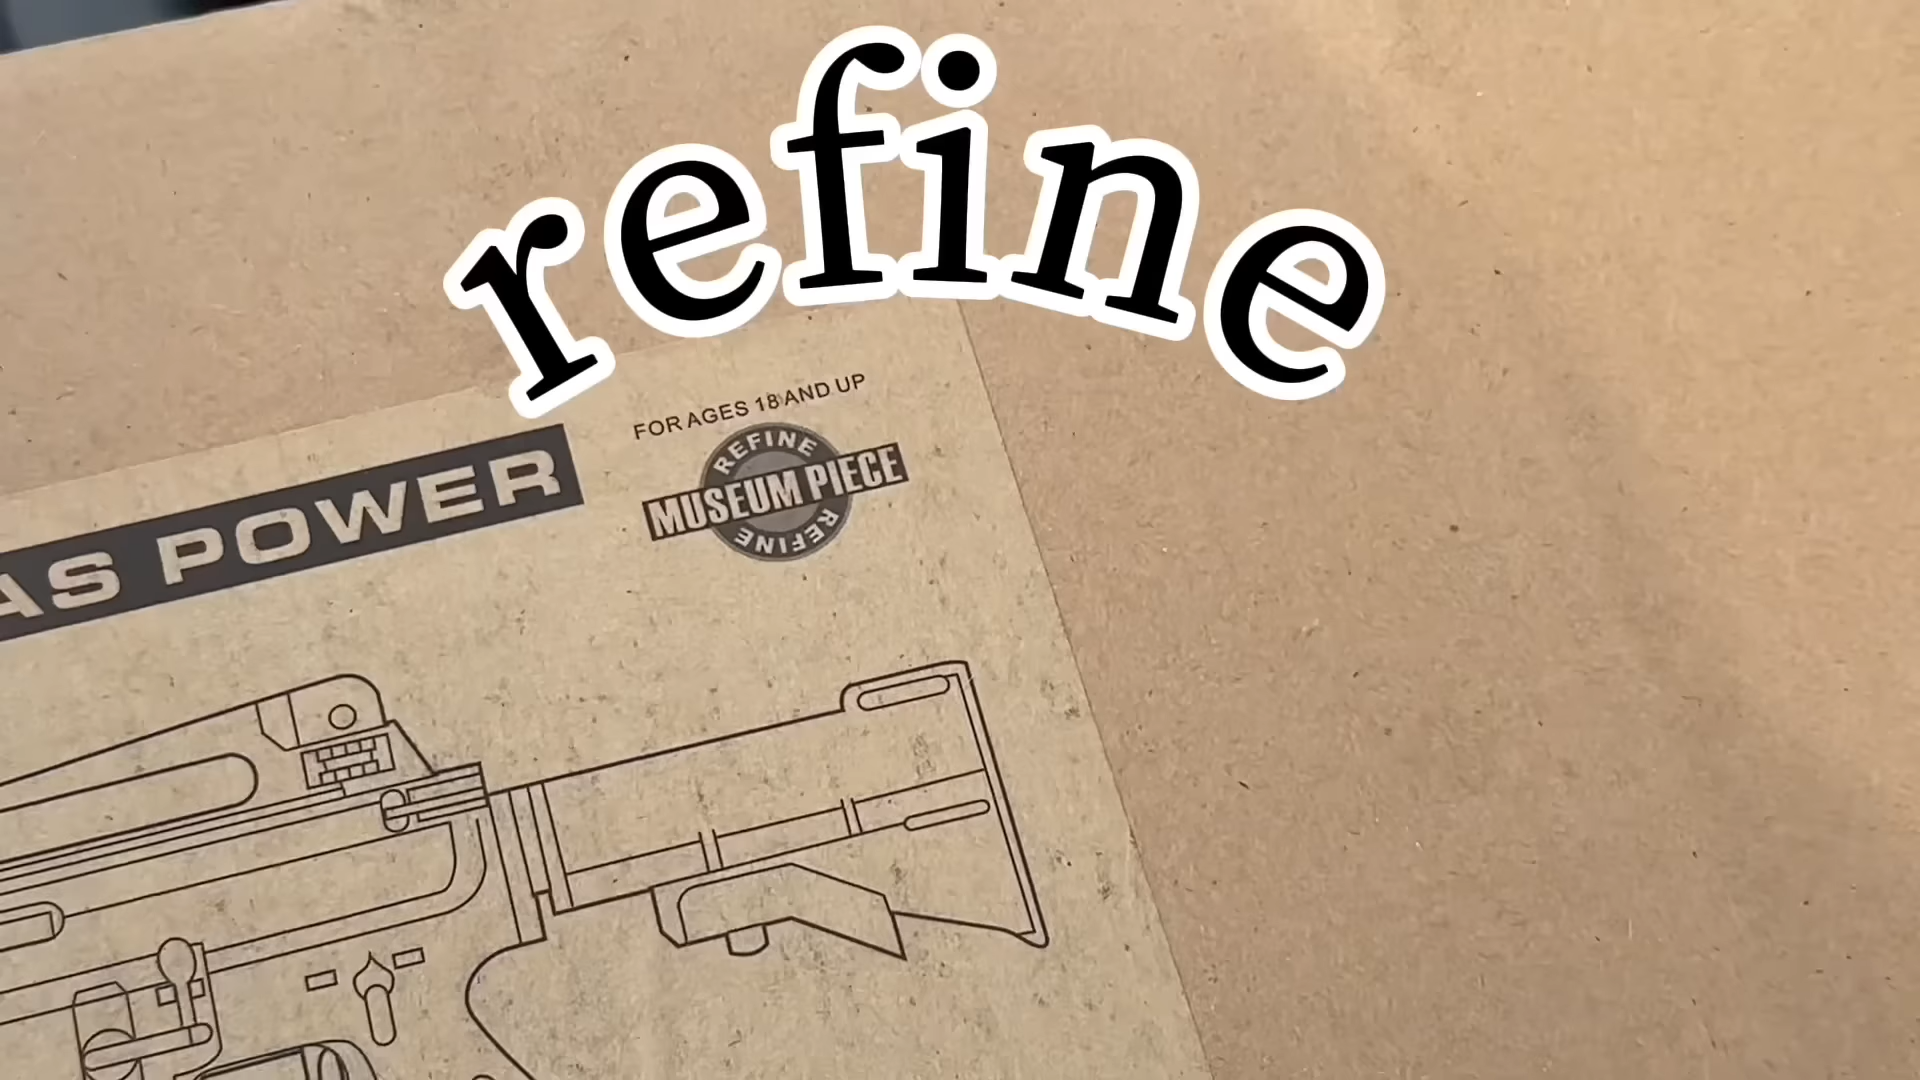 refine
FOR AGES 18 AND UP
REFINE
MUSEUM PIECE
REFINE
AS POWER